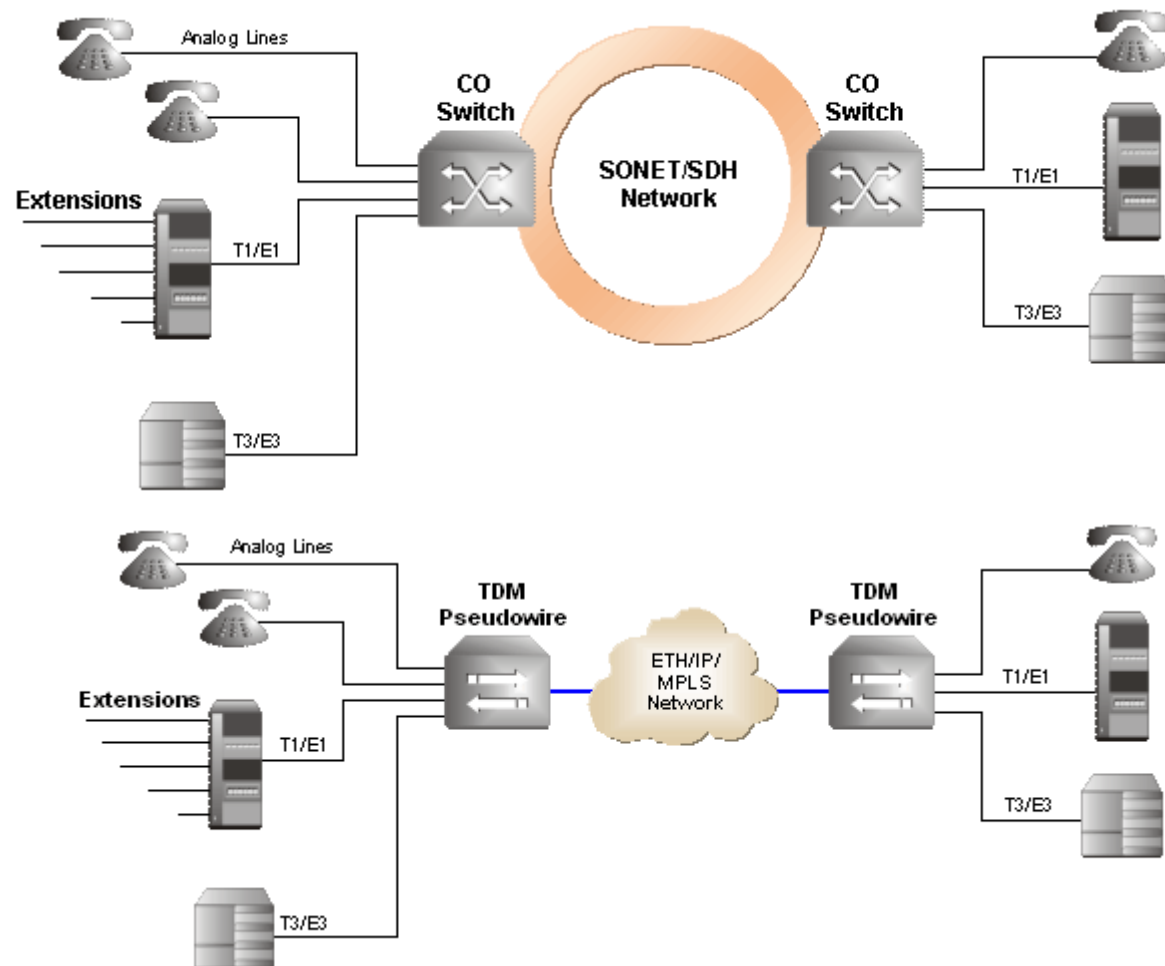 Analog Lines
CO
Switch
CO
Switch
SONET/SDH
Network
Extensions
T1/E1
T1/E1
T3/E3
T3/E3
Analog Lines
TDM
Pseudowire
TDM
Pseudowire
ETH/IP/
MPLS
Network
Extensions
T1/E1
T1/E1
T3/E3
T3/E3